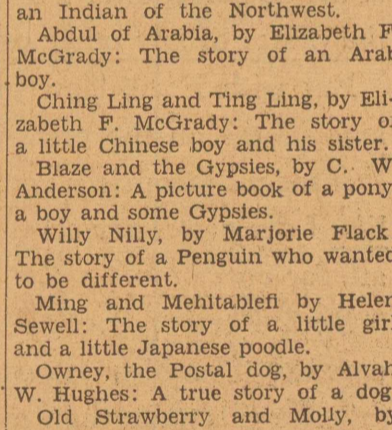 an Indian of the Northwest.
Abdul of Arabia, by Elizabeth F
McGrady: The story of an Arab
boy.
Ching Ling and Ting Ling, by Eli-
zabeth F. McGrady: The story o
a little Chinese boy and his sister.
Blaze and the Gypsies, by C. W
Anderson: A picture book of a pony
a boy and some Gypsies.
Willy Nilly, by Marjorie Flack
The story of a Penguin who wanted
to be different.
Ming and Mehitablefi by Helen
Sewell: The story of a little girl
and a little Japanese poodle.
Owney, the Postal dog, by Alvah
W. Hughes: A true story of a dog
Old Strawberry and Molly, by